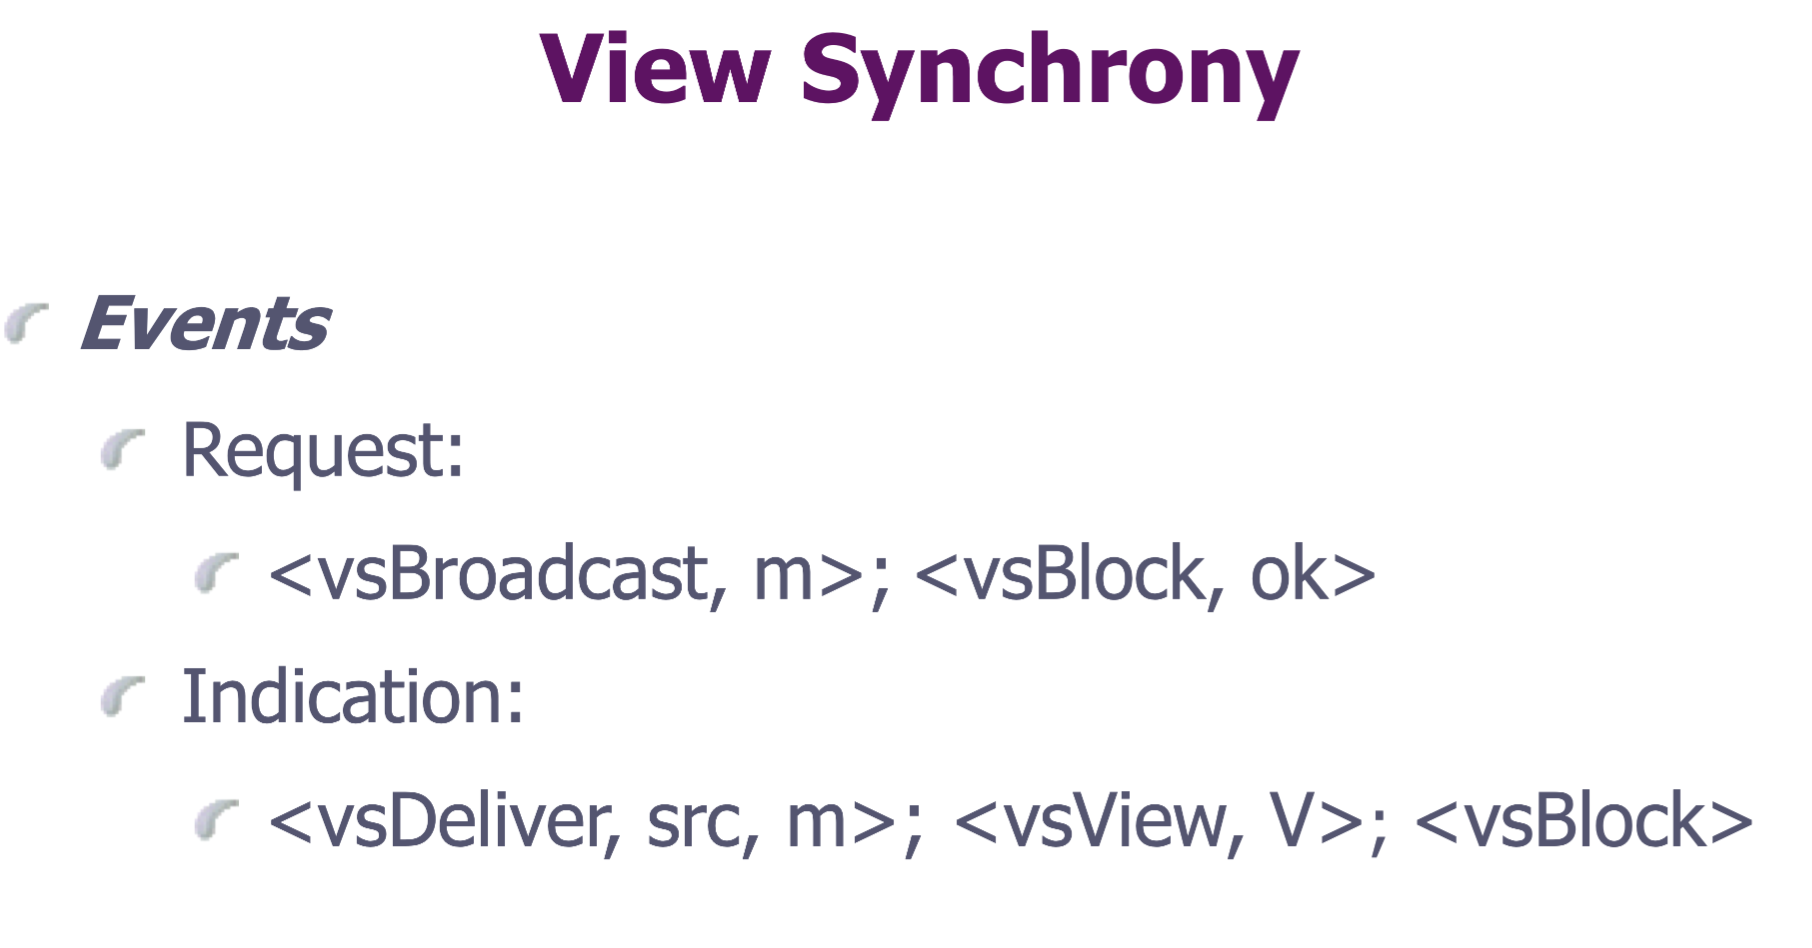 View Synchrony
Events
Request:
<vsBroadcast, m>; <vsBlock, ok>
Indication:
<vsDeliver, src, m>; <vsView, V>; <vsBlock>